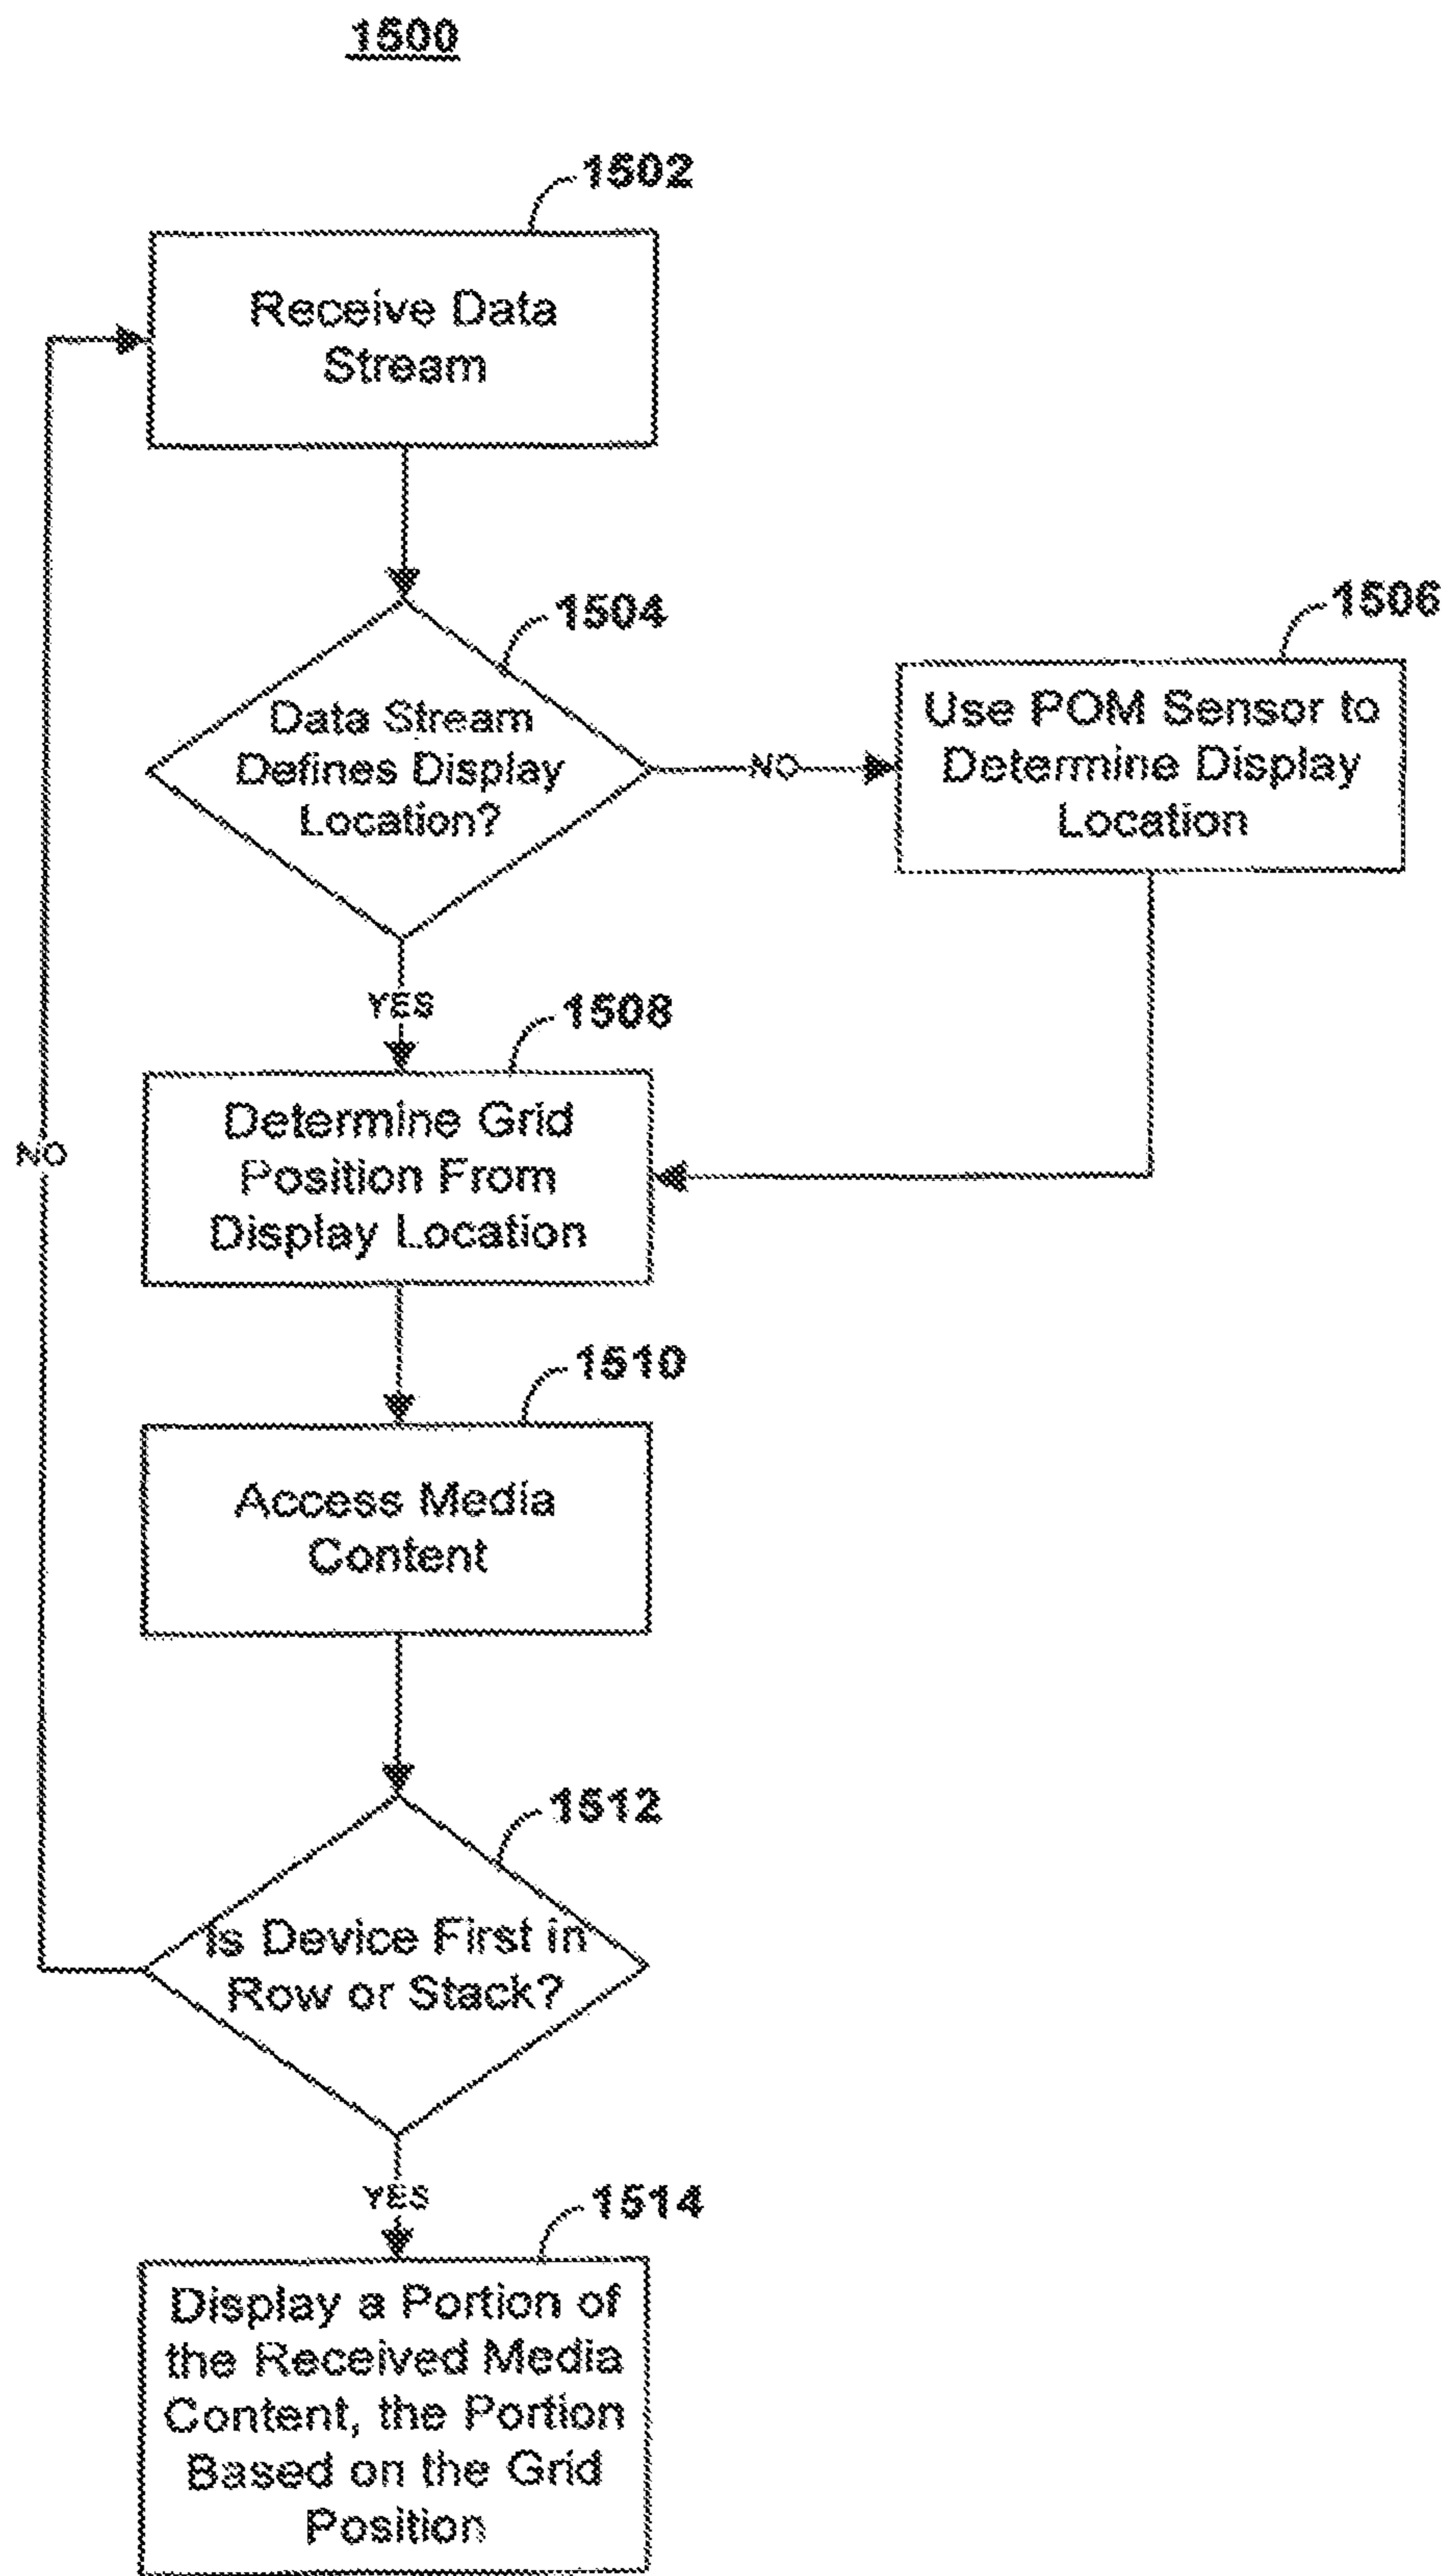 1500
1502
Receive Data
Stream
1504
Data Stream
Defines Display
Location?
NO
1506
Use POM Sensor to
Determine Display
Location
YES
1508
Determine Grid
Position From
Display Location
NO
1510
Access Media
Content
1512
Is Device First in
Row or Stack?
YES
1514
Display a Portion of
the Received Media
Content, the Portion
Based on the Grid
Position